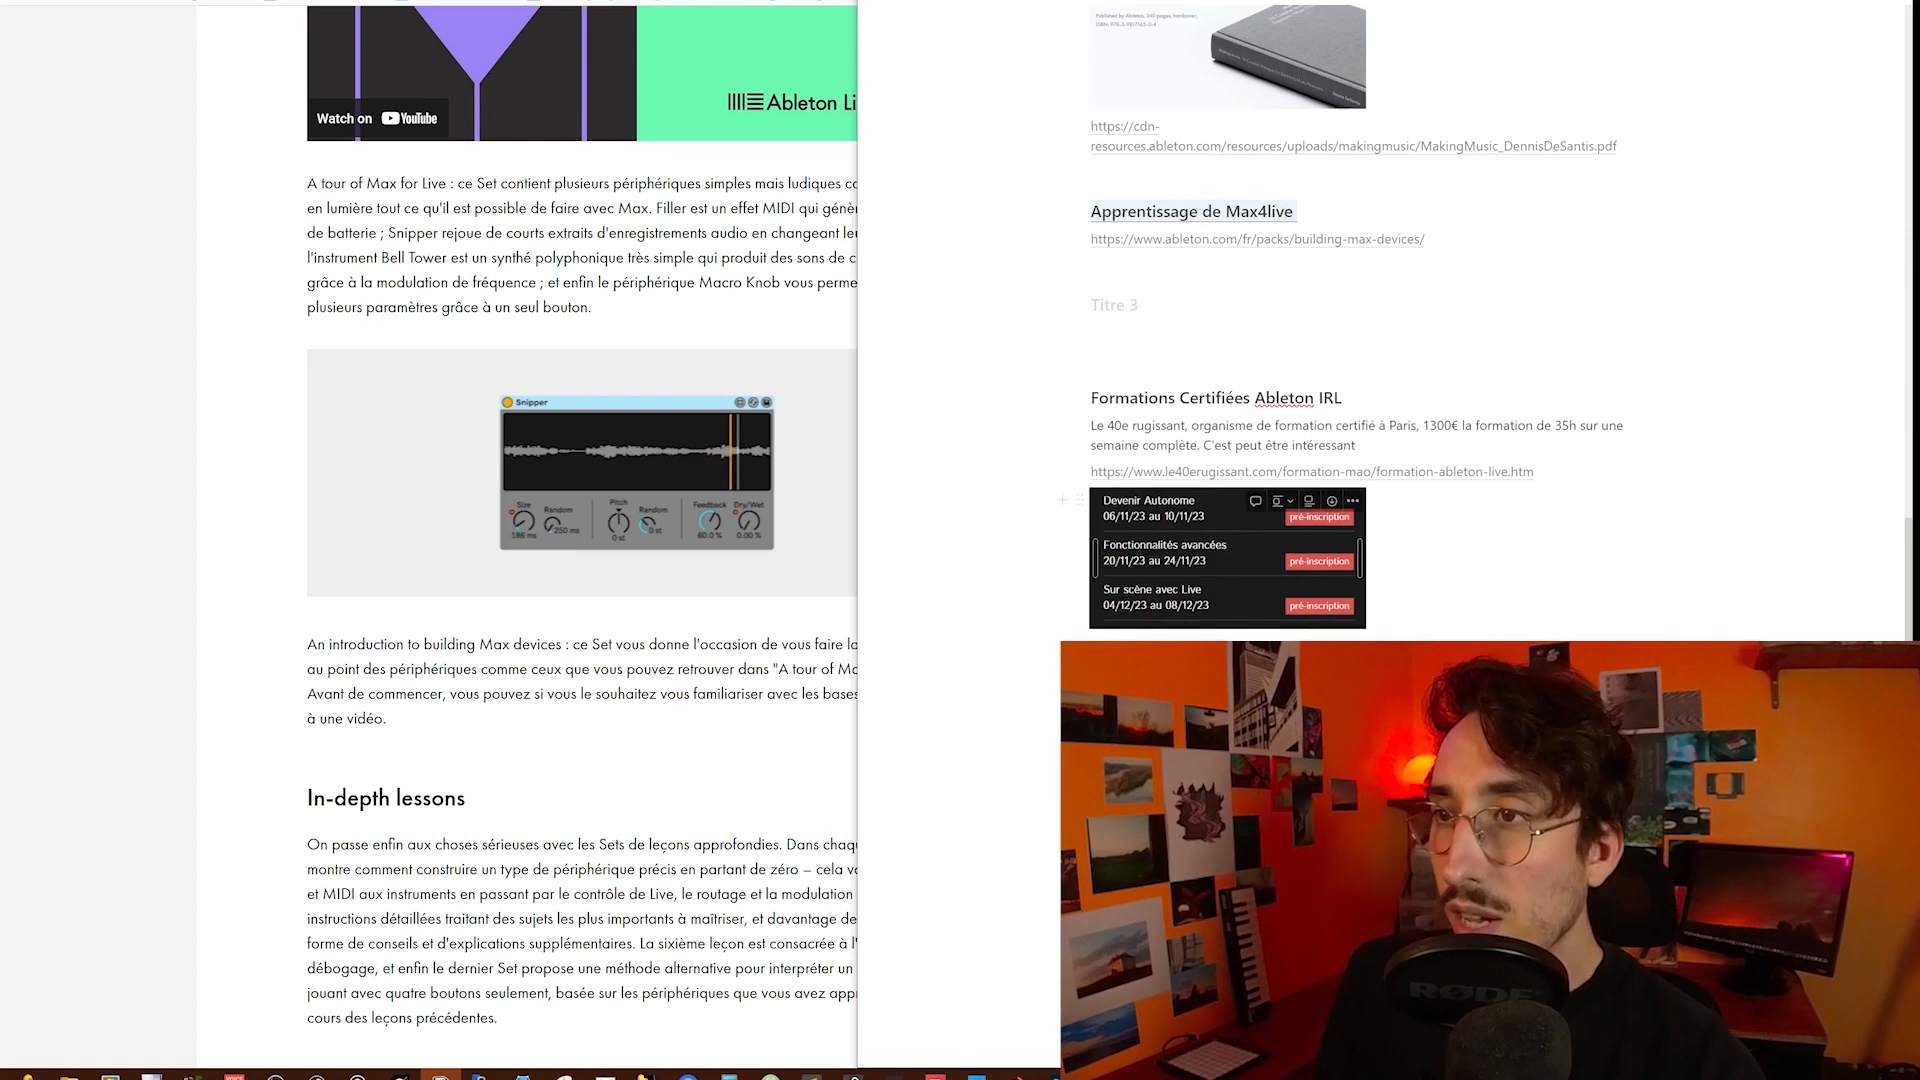 Watch on YouTube
Ableton Li
A tour of Max for Live : ce Set contient plusieurs périphériques simples mais ludiques
en lumière tout ce qu'il est possible de faire avec Max. Filler est un effet MIDI qui
de batterie ; Snipper rejoue de courts extraits d'enregistrements audio en changeant
l'instrument Bell Tower est un synthé polyphonique très simple qui produit des sons de
grâce à la modulation de fréquence ; et enfin le périphérique Macro Knob vous
plusieurs paramètres grâce à un seul bouton.
Snipper
Size
Random
Pitch
Random
Feedback
Dry/Wet
186 ms
250 ms
0 st
0 st
60.0 %
0.00 %
An introduction to building Max devices : ce Set vous donne l'occasion de vous faire
au point des périphériques comme ceux que vous pouvez retrouver dans "A tour of
Avant de commencer, vous pouvez si vous le souhaitez vous familiariser avec les bases
à une vidéo.
In-depth lessons
On passe enfin aux choses sérieuses avec les Sets de leçons approfondies. Dans
montre comment construire un type de périphérique précis en partant de zéro – cela
et MIDI aux instruments en passant par le contrôle de Live, le routage et la modulation
instructions détaillées traitant des sujets les plus importants à maîtriser, et davantage de
forme de conseils et d'explications supplémentaires. La sixième leçon est consacrée à
débogage, et enfin le dernier Set propose une méthode alternative pour interpréter un
jouant avec quatre boutons seulement, basée sur les périphériques que vous avez
cours des leçons précédentes.
Published by Ableton, 340 pages, hardcover,
https://cdn-
resources.ableton.com/resources/uploads/makingmusic/MakingMusic_DennisDeSantis.pdf
Apprentissage de Max4live
https://www.ableton.com/fr/packs/building-max-devices/
Titre 3
Formations Certifiées Ableton IRL
Le 40e rugissant, organisme de formation certifié à Paris, 1300€ la formation de 35h sur une
semaine complète. C'est peut être intéressant
https://www.le40erugissant.com/formation-mao/formation-ableton-live.htm
Devenir Autonome
06/11/23 au 10/11/23
pré-inscription
Fonctionnalités avancées
20/11/23 au 24/11/23
pré-inscription
Sur scène avec Live
04/12/23 au 08/12/23
pré-inscription
RØDE